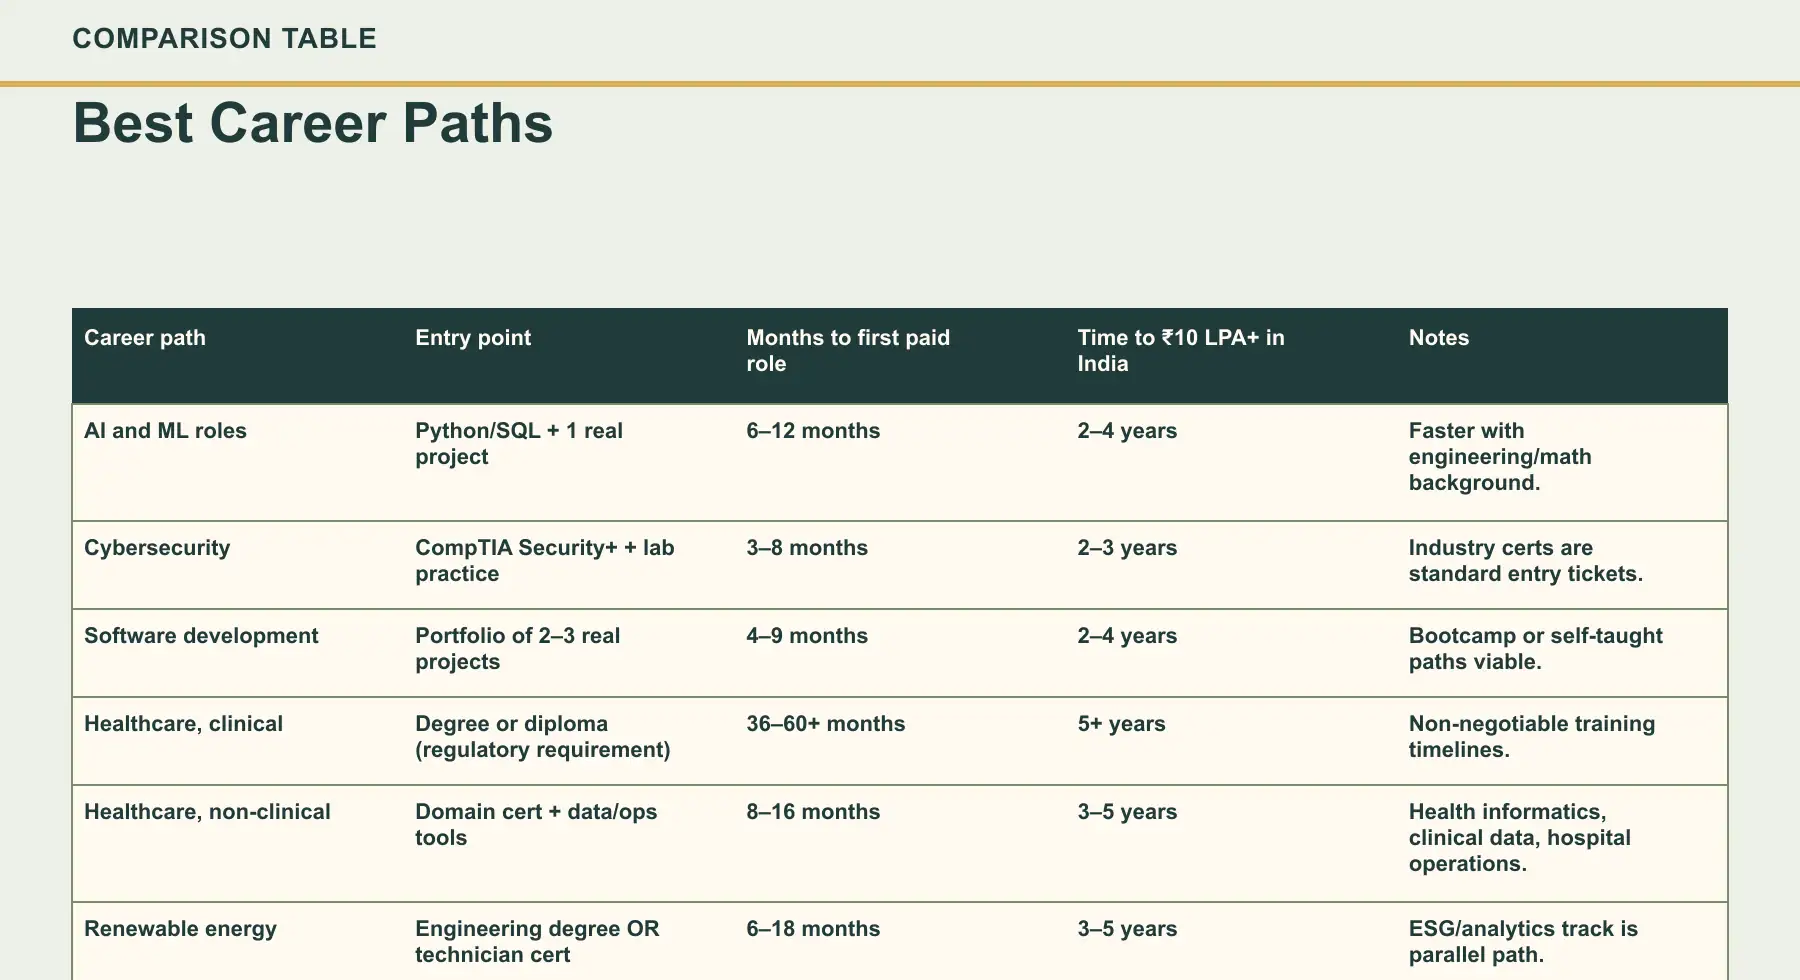 COMPARISON TABLE
Best Career Paths
Career path
Entry point
Months to first paid
role
Time to ₹10 LPA+ in
India
Notes
AI and ML roles
Python/SQL + 1 real
project
6–12 months
2–4 years
Faster with
engineering/math
background.
Cybersecurity
CompTIA Security+ + lab
practice
3–8 months
2–3 years
Industry certs are
standard entry tickets.
Software development
Portfolio of 2–3 real
projects
4–9 months
2–4 years
Bootcamp or self-taught
paths viable.
Healthcare, clinical
Degree or diploma
(regulatory requirement)
36–60+ months
5+ years
Non-negotiable training
timelines.
Healthcare, non-clinical
Domain cert + data/ops
tools
8–16 months
3–5 years
Health informatics,
clinical data, hospital
operations.
Renewable energy
Engineering degree OR
technician cert
6–18 months
3–5 years
ESG/analytics track is
parallel path.